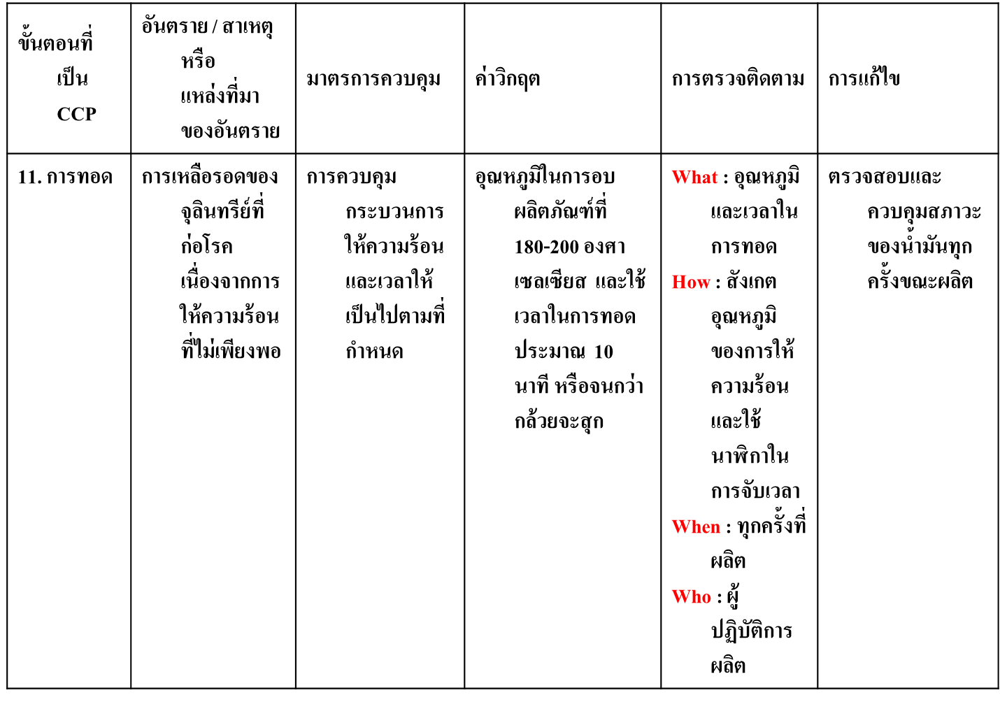 ขั้นตอนที่
เป็น
CCP
อันตราย / สาเหตุ
หรือ
แหล่งที่มา
ของอันตราย
มาตรการควบคุม
ค่าวิกฤต
การตรวจติดตาม
การแก้ไข
11. การทอด
การเหลือรอดของ
จุลินทรีย์ที่
ก่อโรค
เนื่องจากการ
ให้ความร้อน
ที่ไม่เพียงพอ
การควบคุม
กระบวนการ
ให้ความร้อน
และเวลาให้
เป็นไปตามที่
กำหนด
อุณหภูมิในการอบ
ผลิตภัณฑ์ที่
180-200 องศา
เซลเซียส และใช้
เวลาในการทอด
ประมาณ 10
นาที หรือจนกว่า
กล้วยจะสุก
What : อุณหภูมิ
และเวลาใน
การทอด
How : สังเกต
อุณหภูมิ
ของการให้
ความร้อน
และใช้
นาฬิกาใน
การจับเวลา
When : ทุกครั้งที่
ผลิต
Who : ผู้
ปฏิบัติการ
ผลิต
ตรวจสอบและ
ควบคุมสภาวะ
ของน้ำมันทุก
ครั้งขณะผลิต